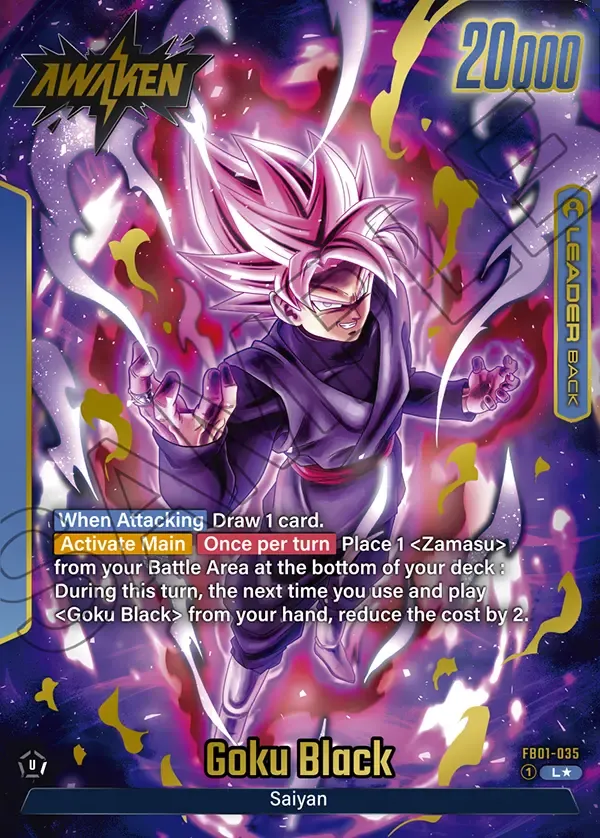 AWAKEN
20000
LEADER BACK
When Attacking Draw 1 card.
Activate Main Once per turn Place 1 <Zamasu>
from your Battle Area at the bottom of your deck :
During this turn, the next time you use and play
<Goku Black> from your hand, reduce the cost by 2.
SAMPLE
Goku Black
FB01-035
U
1 L★
Saiyan